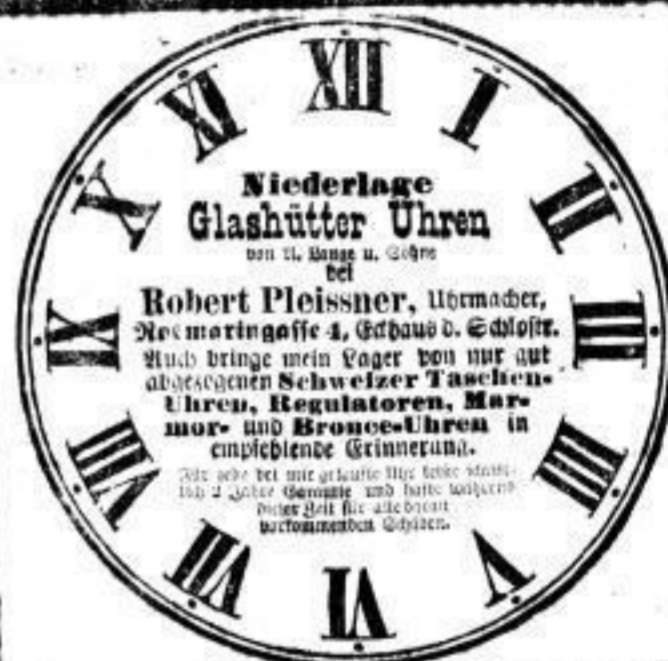 XII
I
II
III
IV
V
VI
VII
VIII
IX
X
XI
Niederlage
Glashütter Uhren
von A. Lange u. Söhne
bei
Robert Pleissner, Uhrmacher,
Rosmaringasse 4, Eckhaus d. Schloßstr.
Auch bringe mein Lager von nur gut
abgezogenen Schweizer Taschen-
Uhren, Regulatoren, Mar-
mor- und Bronce-Uhren in
empfehlende Erinnerung.
Für jede bei mir gekaufte Uhr leiste
2 Jahre Garantie und hafte während
dieser Zeit für alle
vorkommenden Schäden.